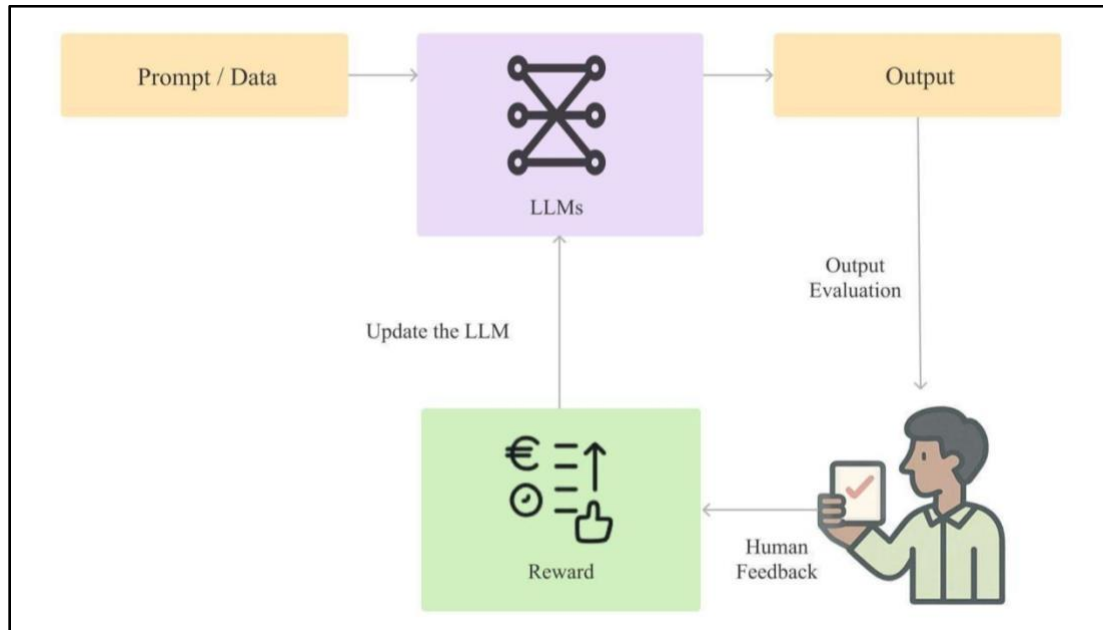 Prompt / Data
LLMs
Output
Output
Evaluation
Update the LLM
€
Reward
Human
Feedback